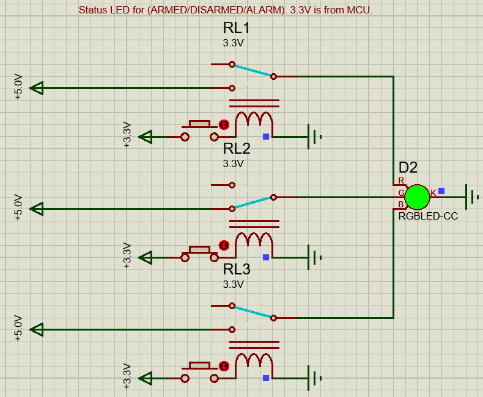 Status LED for (ARMED/DISARMED/ALARM). 3.3V is from MCU.
RL1
3.3V
+5.0V
+3.3V
RL2
3.3V
D2
R
G
K
B
RGBLED-CC
+5.0V
+3.3V
RL3
3.3V
+5.0V
+3.3V